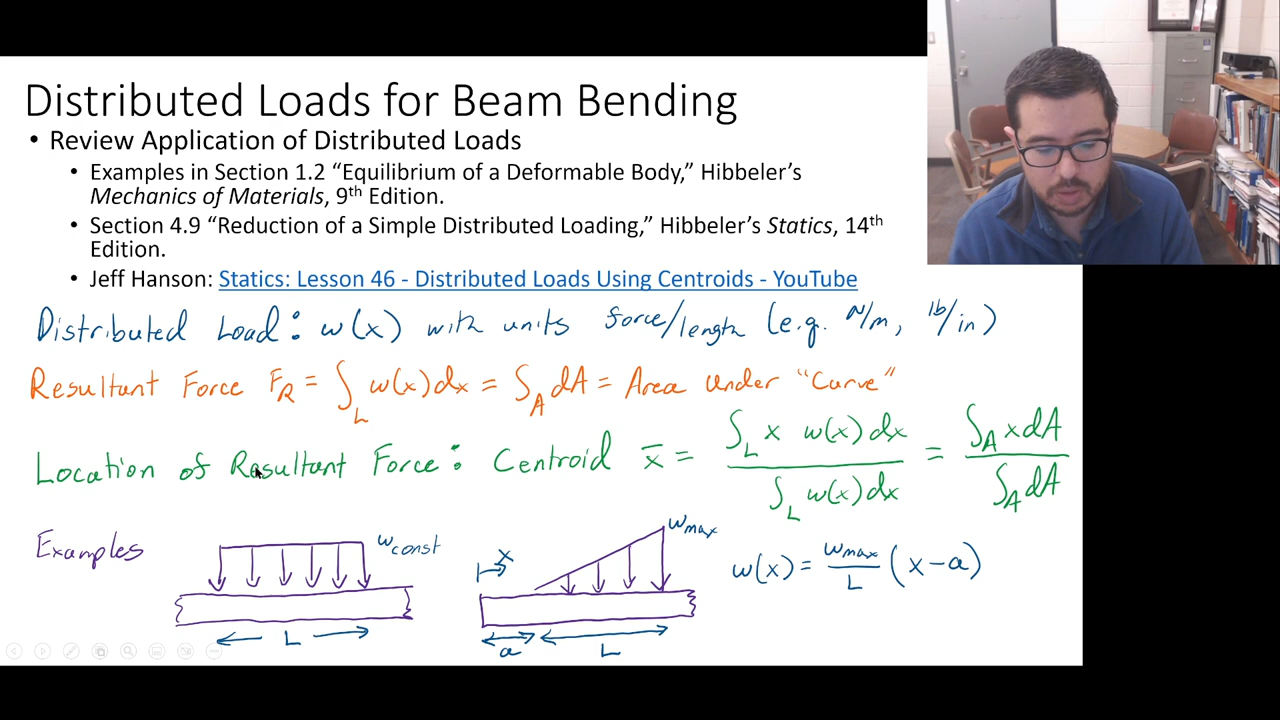 Distributed Loads for Beam Bending
• Review Application of Distributed Loads
• Examples in Section 1.2 “Equilibrium of a Deformable Body,” Hibbeler’s
Mechanics of Materials, 9th Edition.
• Section 4.9 “Reduction of a Simple Distributed Loading,” Hibbeler’s Statics, 14th
Edition.
• Jeff Hanson: Statics: Lesson 46 - Distributed Loads Using Centroids - YouTube
Distributed Load: w(x) with units force/length (e.g. N/m, lb/in)
Resultant Force F_R = ∫_L w(x)dx = ∫_A dA = Area under "Curve"
Location of Resultant Force: Centroid x̄ = ∫_L x w(x)dx / ∫_L w(x)dx = ∫_A x dA / ∫_A dA
Examples
w_const
L
x
w_max
a
L
w(x) = w_max/L (x-a)